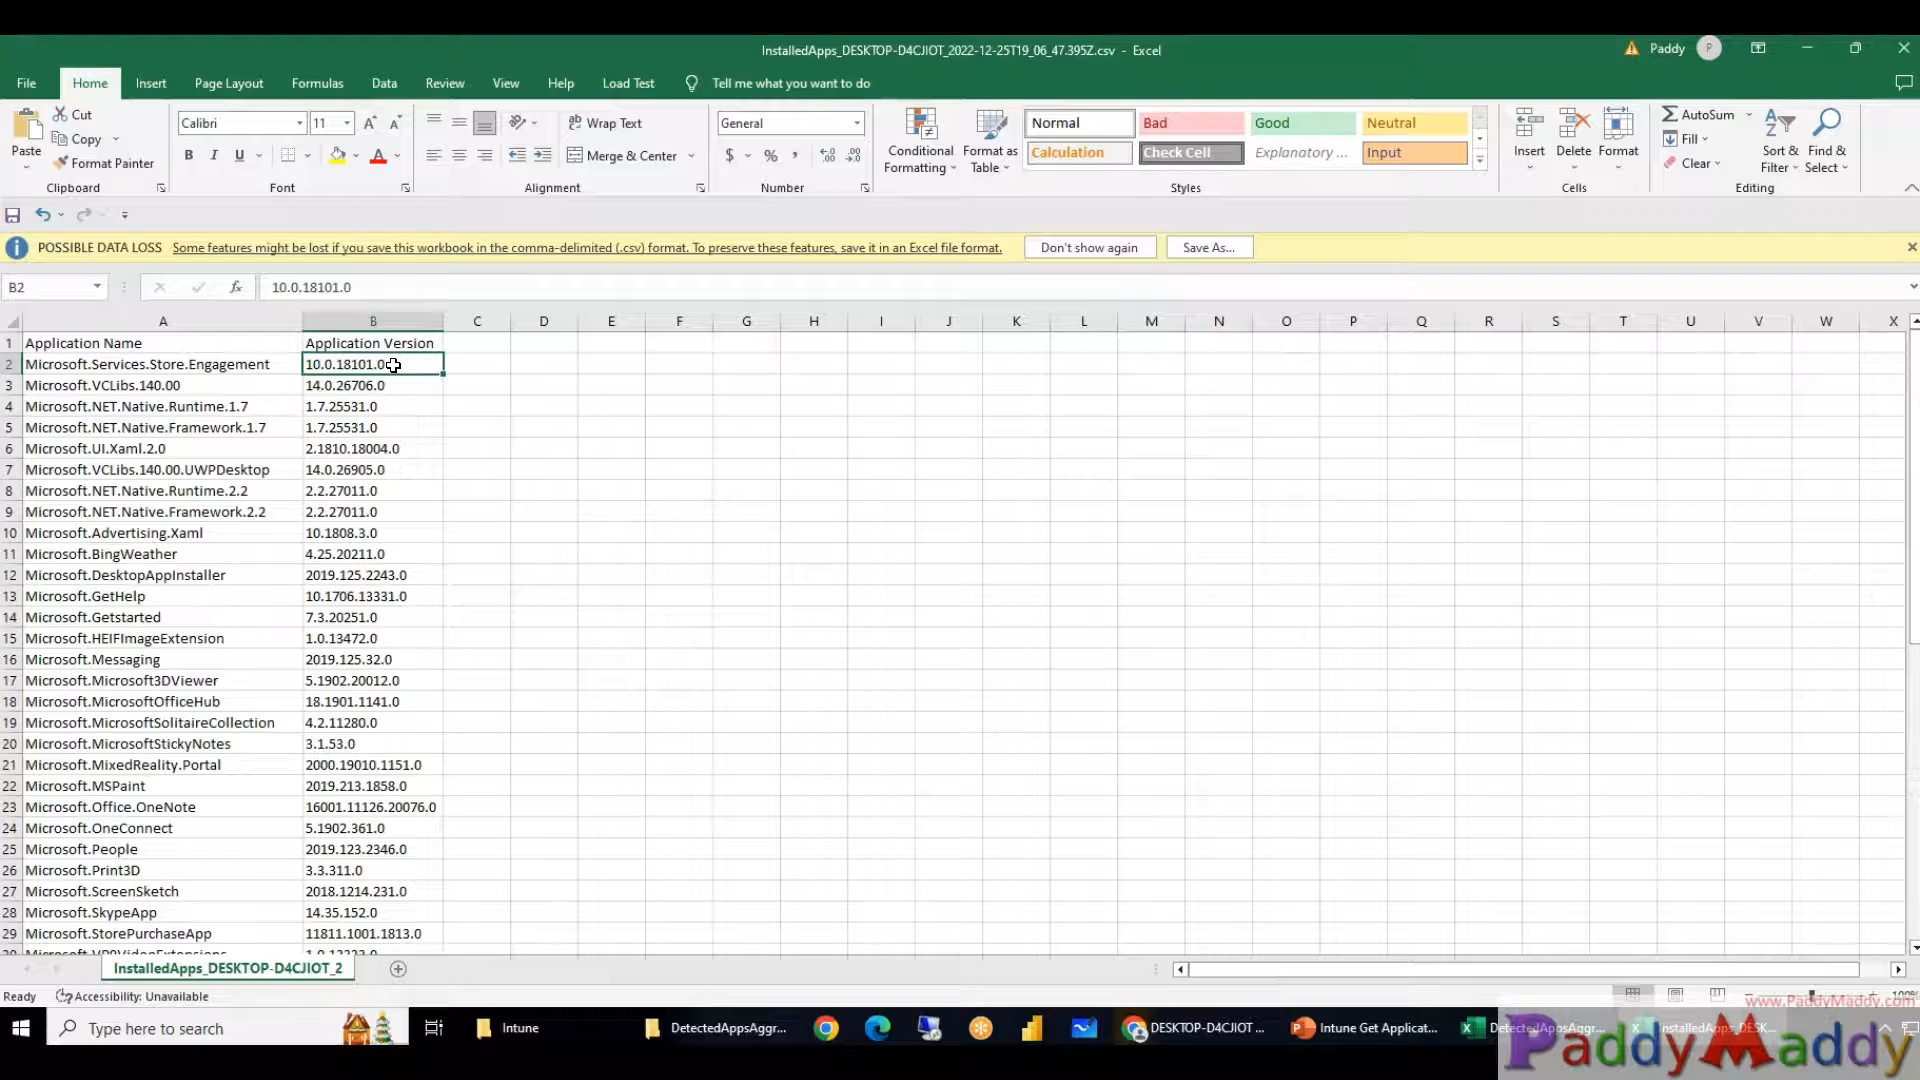 InstalledApps_DESKTOP-D4CJIOT_2022-12-25T19_06_47.395Z.csv - Excel
Paddy P
File Home Insert Page Layout Formulas Data Review View Help Load Test Tell me what you want to do
Paste Cut Copy Format Painter Clipboard
Calibri 11 B I U A A A Font
Wrap Text Merge & Center Alignment
General $ % , Number
Conditional Formatting Format as Table
Normal Bad Good Neutral
Calculation Check Cell Explanatory ... Input
Styles
Insert Delete Format Cells
AutoSum Fill Clear Sort & Filter Find & Select Editing
POSSIBLE DATA LOSS Some features might be lost if you save this workbook in the comma-delimited (.csv) format. To preserve these features, save it in an Excel file format. Don't show again Save As...
B2 fx 10.0.18101.0
A B C D E F G H I J K L M N O P Q R S T U V W X
1 Application Name Application Version
2 Microsoft.Services.Store.Engagement 10.0.18101.0
3 Microsoft.VCLibs.140.00 14.0.26706.0
4 Microsoft.NET.Native.Runtime.1.7 1.7.25531.0
5 Microsoft.NET.Native.Framework.1.7 1.7.25531.0
6 Microsoft.UI.Xaml.2.0 2.1810.18004.0
7 Microsoft.VCLibs.140.00.UWPDesktop 14.0.26905.0
8 Microsoft.NET.Native.Runtime.2.2 2.2.27011.0
9 Microsoft.NET.Native.Framework.2.2 2.2.27011.0
10 Microsoft.Advertising.Xaml 10.1808.3.0
11 Microsoft.BingWeather 4.25.20211.0
12 Microsoft.DesktopAppInstaller 2019.125.2243.0
13 Microsoft.GetHelp 10.1706.13331.0
14 Microsoft.Getstarted 7.3.20251.0
15 Microsoft.HEIFImageExtension 1.0.13472.0
16 Microsoft.Messaging 2019.125.32.0
17 Microsoft.Microsoft3DViewer 5.1902.20012.0
18 Microsoft.MicrosoftOfficeHub 18.1901.1141.0
19 Microsoft.MicrosoftSolitaireCollection 4.2.11280.0
20 Microsoft.MicrosoftStickyNotes 3.1.53.0
21 Microsoft.MixedReality.Portal 2000.19010.1151.0
22 Microsoft.MSPaint 2019.213.1858.0
23 Microsoft.Office.OneNote 16001.11126.20076.0
24 Microsoft.OneConnect 5.1902.361.0
25 Microsoft.People 2019.123.2346.0
26 Microsoft.Print3D 3.3.311.0
27 Microsoft.ScreenSketch 2018.1214.231.0
28 Microsoft.SkypeApp 14.35.152.0
29 Microsoft.StorePurchaseApp 11811.1001.1813.0
InstalledApps_DESKTOP-D4CJIOT_2
Ready Accessibility: Unavailable
www.PaddyMaddy.com
Type here to search Intune DetectedAppsAggr... DESKTOP-D4CJIOT ... Intune Get Applicat... DetectedAppsAggr...
PaddyMaddy